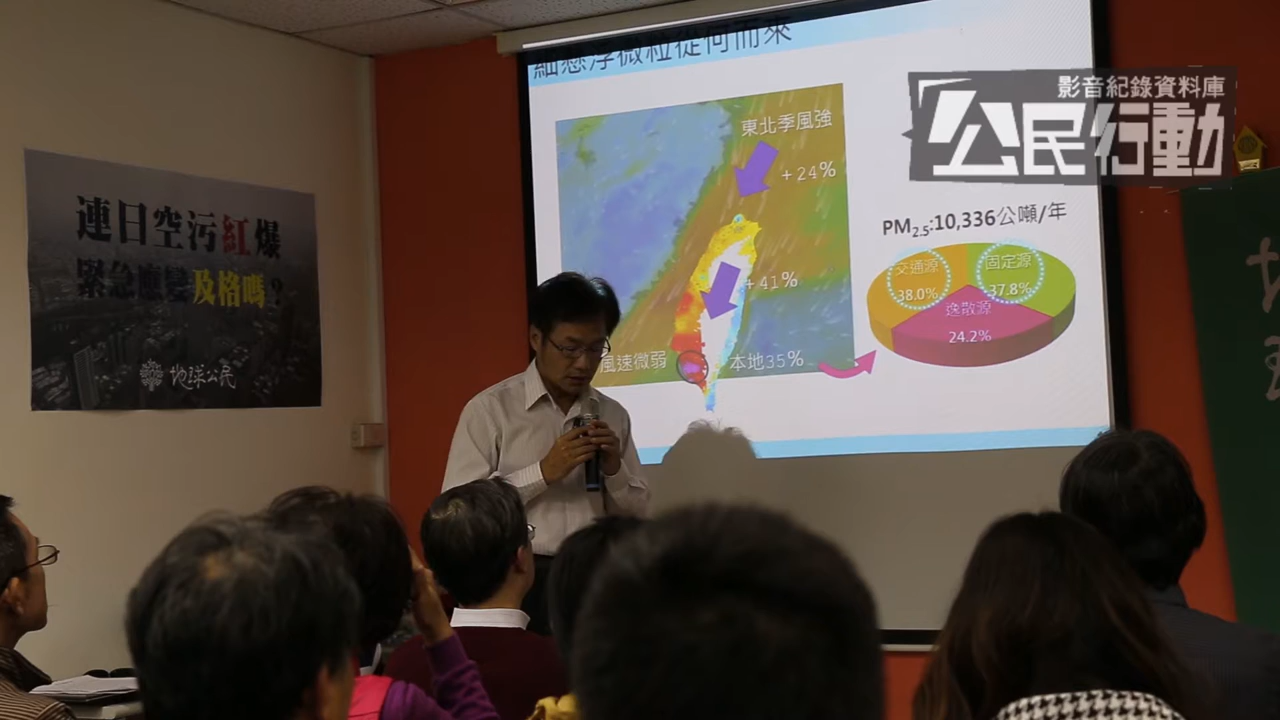 細懸浮微粒從何而來
影音紀錄資料庫
公民行動
東北季風強
+24%
+41%
風速微弱
本地35%
PM2.5:10,336公噸/年
交通源
38.0%
固定源
37.8%
逸散源
24.2%
連日空污紅爆
緊急應變及格嗎?
地球公民